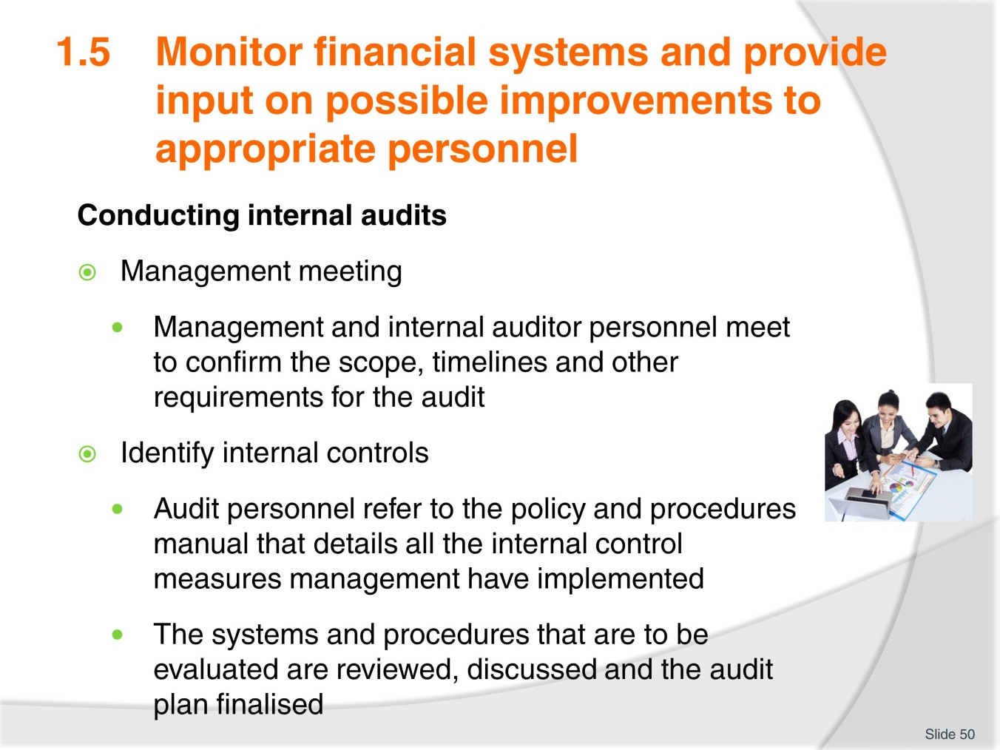 1.5 Monitor financial systems and provide
input on possible improvements to
appropriate personnel
Conducting internal audits
Management meeting
Management and internal auditor personnel meet
to confirm the scope, timelines and other
requirements for the audit
Identify internal controls
Audit personnel refer to the policy and procedures
manual that details all the internal control
measures management have implemented
The systems and procedures that are to be
evaluated are reviewed, discussed and the audit
plan finalised
Slide 50